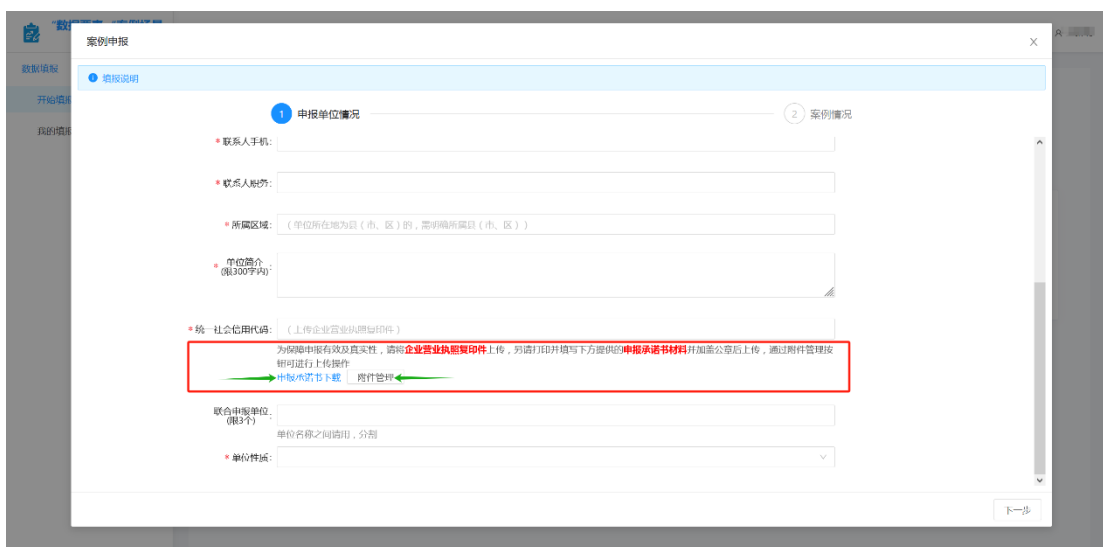 案例申报
数据填报
填报说明
开始填报
1 申报单位情况
2 案例情况
我的填报
* 联系人手机:
* 联系人职务:
* 所属区域: （单位所在地为县（市、区）的，需明确所属县（市、区））
* 单位简介
(限300字内):
* 统一社会信用代码: （上传企业营业执照复印件）
为保障申报有效及真实性，请将企业营业执照复印件上传，另请打印并填写下方提供的申报承诺书材料并加盖公章后上传，通过附件管理按
钮可进行上传操作
申报承诺书下载 附件管理
联合申报单位
(限3个) :
单位名称之间请用，分割
* 单位性质:
下一步